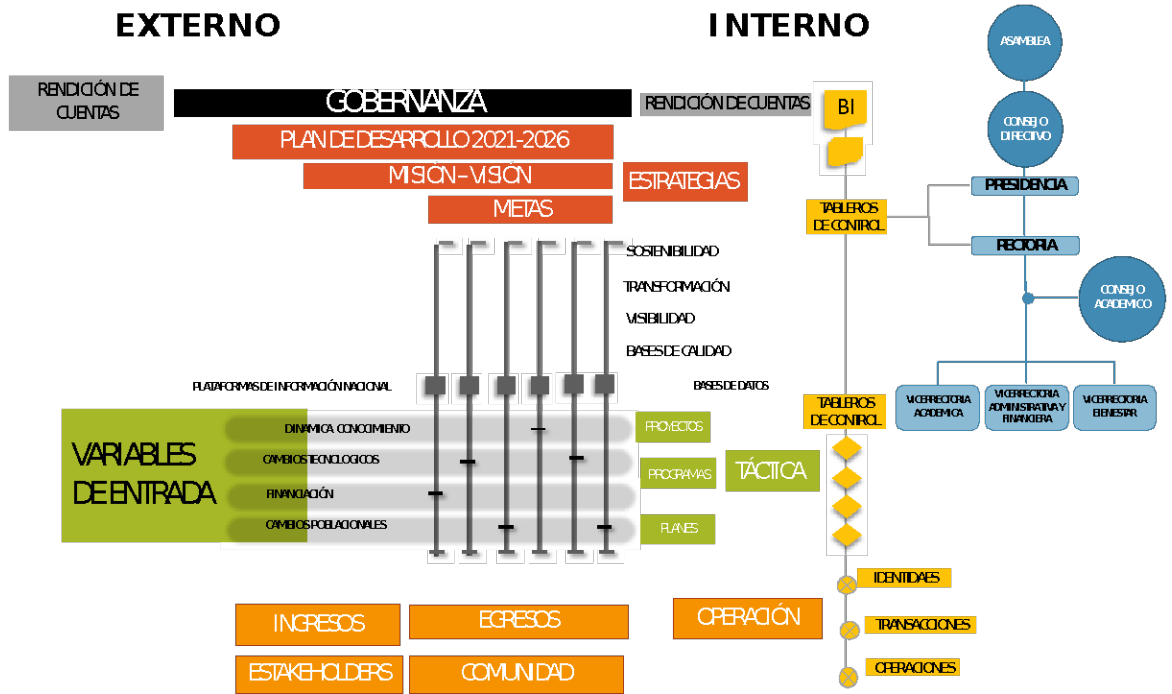 EXTERNO
INTERNO
RENDICIÓN DE
CUENTAS
GOBERNANZA
RENDICIÓN DE CUENTAS
BI
ASAMBLEA
CONSEJO
DIRECTIVO
PLAN DE DESARROLLO 2021-2026
MISIÓN – VISIÓN
ESTRATEGIAS
METAS
PRESIDENCIA
TABLEROS
DE CONTROL
RECTORIA
SOSTENIBILIDAD
TRANSFORMACIÓN
VISIBILIDAD
BASES DE CALIDAD
CONSEJO
ACADEMICO
PLATAFORMAS DE INFORMACIÓN NACIONAL
BASES DE DATOS
TABLEROS
DE CONTROL
VICERRECTORIA
ACADEMICA
VICERRECTORIA
ADMINISTRATIVA Y
FINANCIERA
VICERRECTORIA
BIENESTAR
VARIABLES
DE ENTRADA
DINAMICA CONOCIMIENTO
CAMBIOS TECNOLOGICOS
FINANCIACIÓN
CAMBIOS POBLACIONALES
PROYECTOS
PROGRAMAS
PLANES
TÁCTICA
IDENTIDAES
TRANSACCIONES
OPERACIONES
INGRESOS
EGRESOS
OPERACIÓN
ESTAKEHOLDERS
COMUNIDAD